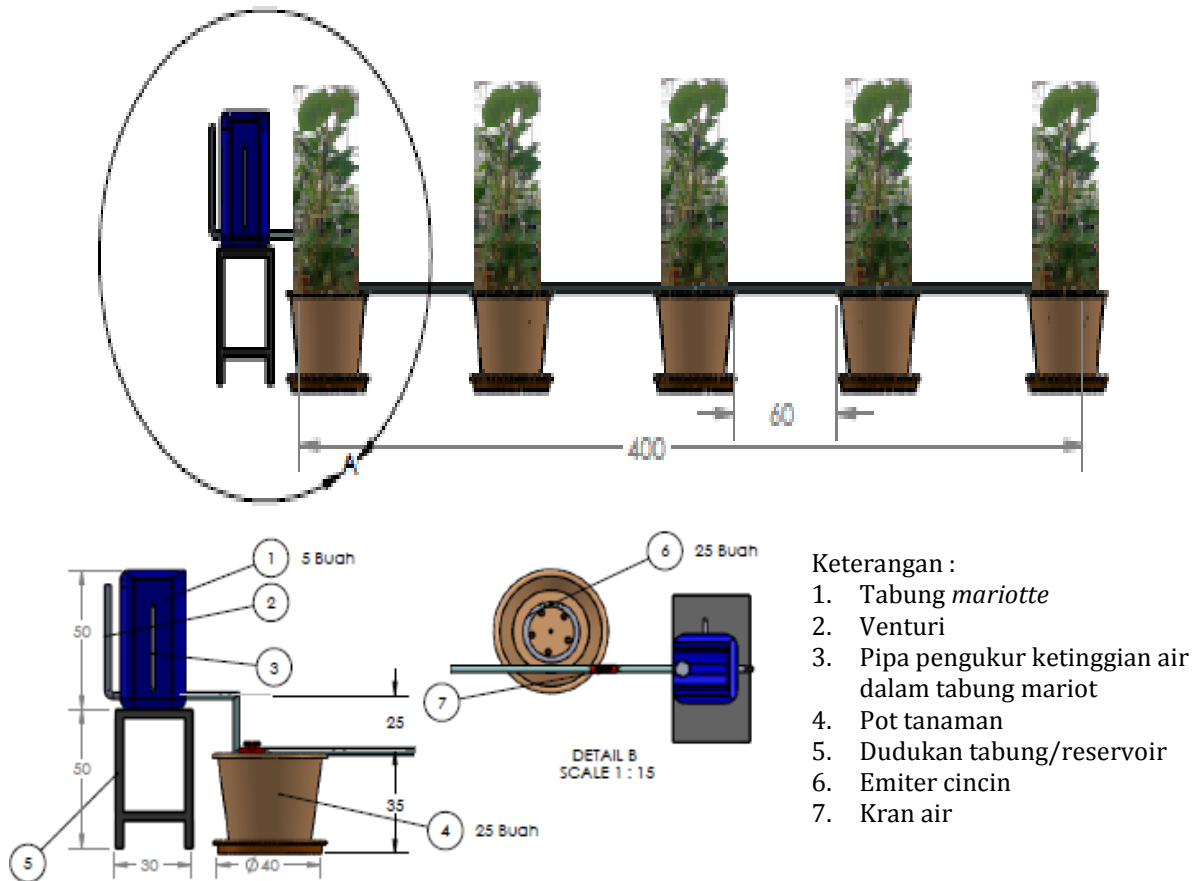 60
400
A
1 5 Buah
2
3
50
50
25
35
4 25 Buah
5
30
Ø40
6 25 Buah
7
DETAIL B
SCALE 1 : 15
Keterangan :
1. Tabung mariotte
2. Venturi
3. Pipa pengukur ketinggian air
dalam tabung mariot
4. Pot tanaman
5. Dudukan tabung/reservoir
6. Emiter cincin
7. Kran air